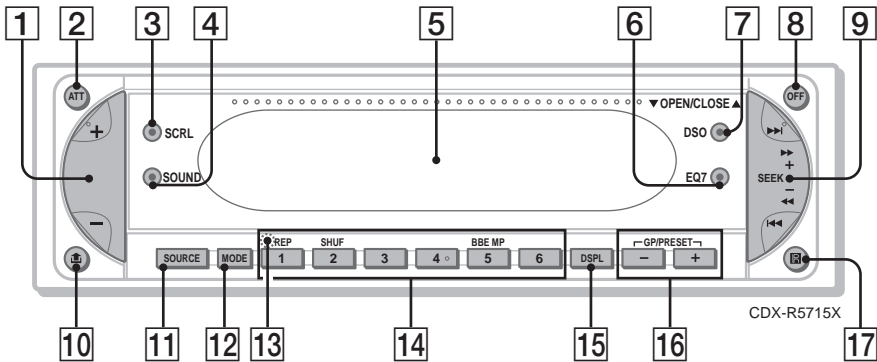 1 2 3 4 5 6 7 8 9
ATT OFF
▼OPEN/CLOSE▲
+ SCRL DSO
SOUND EQ7 + SEEK −
−
REP SHUF BBE MP GP/PRESET
SOURCE MODE 1 2 3 4 5 6 DSPL − + R
CDX-R5715X
10 11 12 13 14 15 16 17